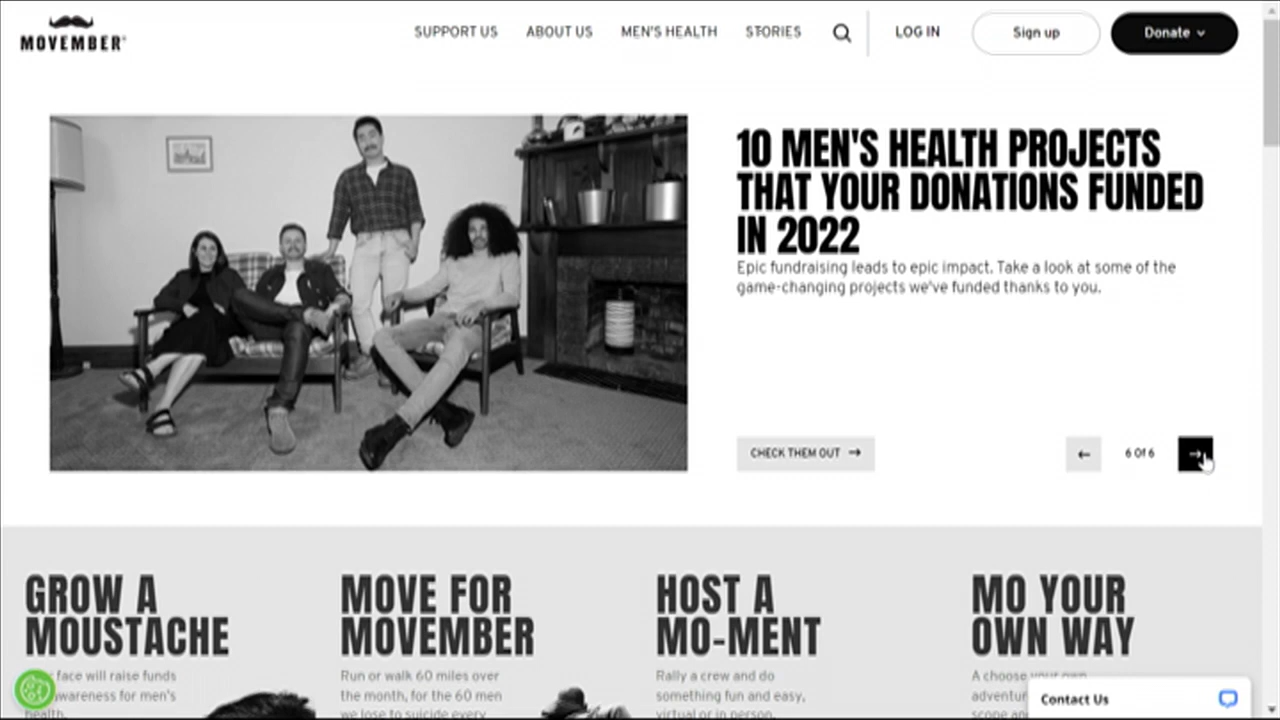 MOVEMBER
SUPPORT US ABOUT US MEN'S HEALTH STORIES LOG IN Sign up Donate
10 MEN'S HEALTH PROJECTS
THAT YOUR DONATIONS FUNDED
IN 2022
Epic fundraising leads to epic impact. Take a look at some of the
game-changing projects we've funded thanks to you.
CHECK THEM OUT → ← 6 Of 6 →
GROW A
MOUSTACHE
face will raise funds
awareness for men's
health.
MOVE FOR
MOVEMBER
Run or walk 60 miles over
the month, for the 60 men
we lose to suicide every
HOST A
MO-MENT
Rally a crew and do
something fun and easy,
virtual or in person.
MO YOUR
OWN WAY
A choose your own
Contact Us